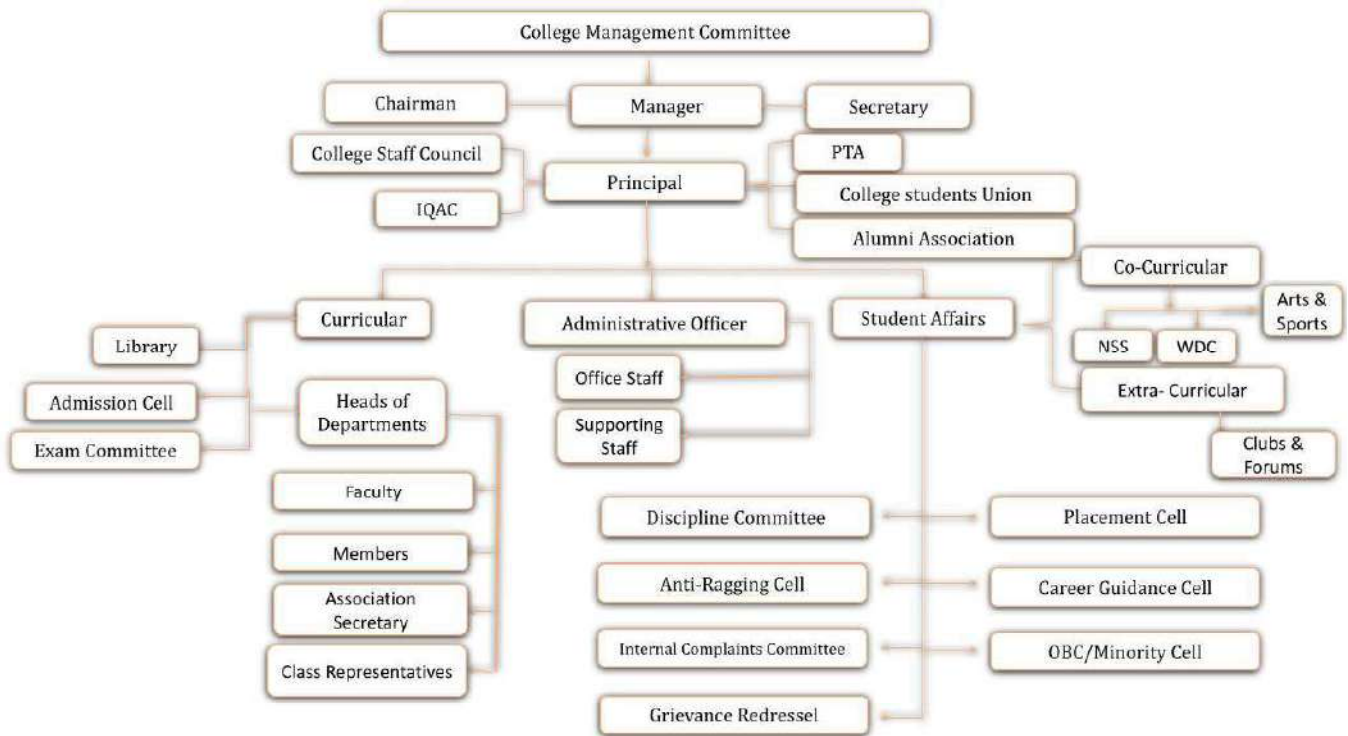 College Management Committee
Chairman
Manager
Secretary
College Staff Council
PTA
Principal
College students Union
IQAC
Alumni Association
Co-Curricular
Curricular
Administrative Officer
Student Affairs
Arts &
Sports
Library
NSS
WDC
Office Staff
Extra- Curricular
Admission Cell
Heads of
Departments
Supporting
Staff
Exam Committee
Clubs &
Forums
Faculty
Discipline Committee
Placement Cell
Members
Anti-Ragging Cell
Career Guidance Cell
Association
Secretary
Internal Complaints Committee
OBC/Minority Cell
Class Representatives
Grievance Redressel